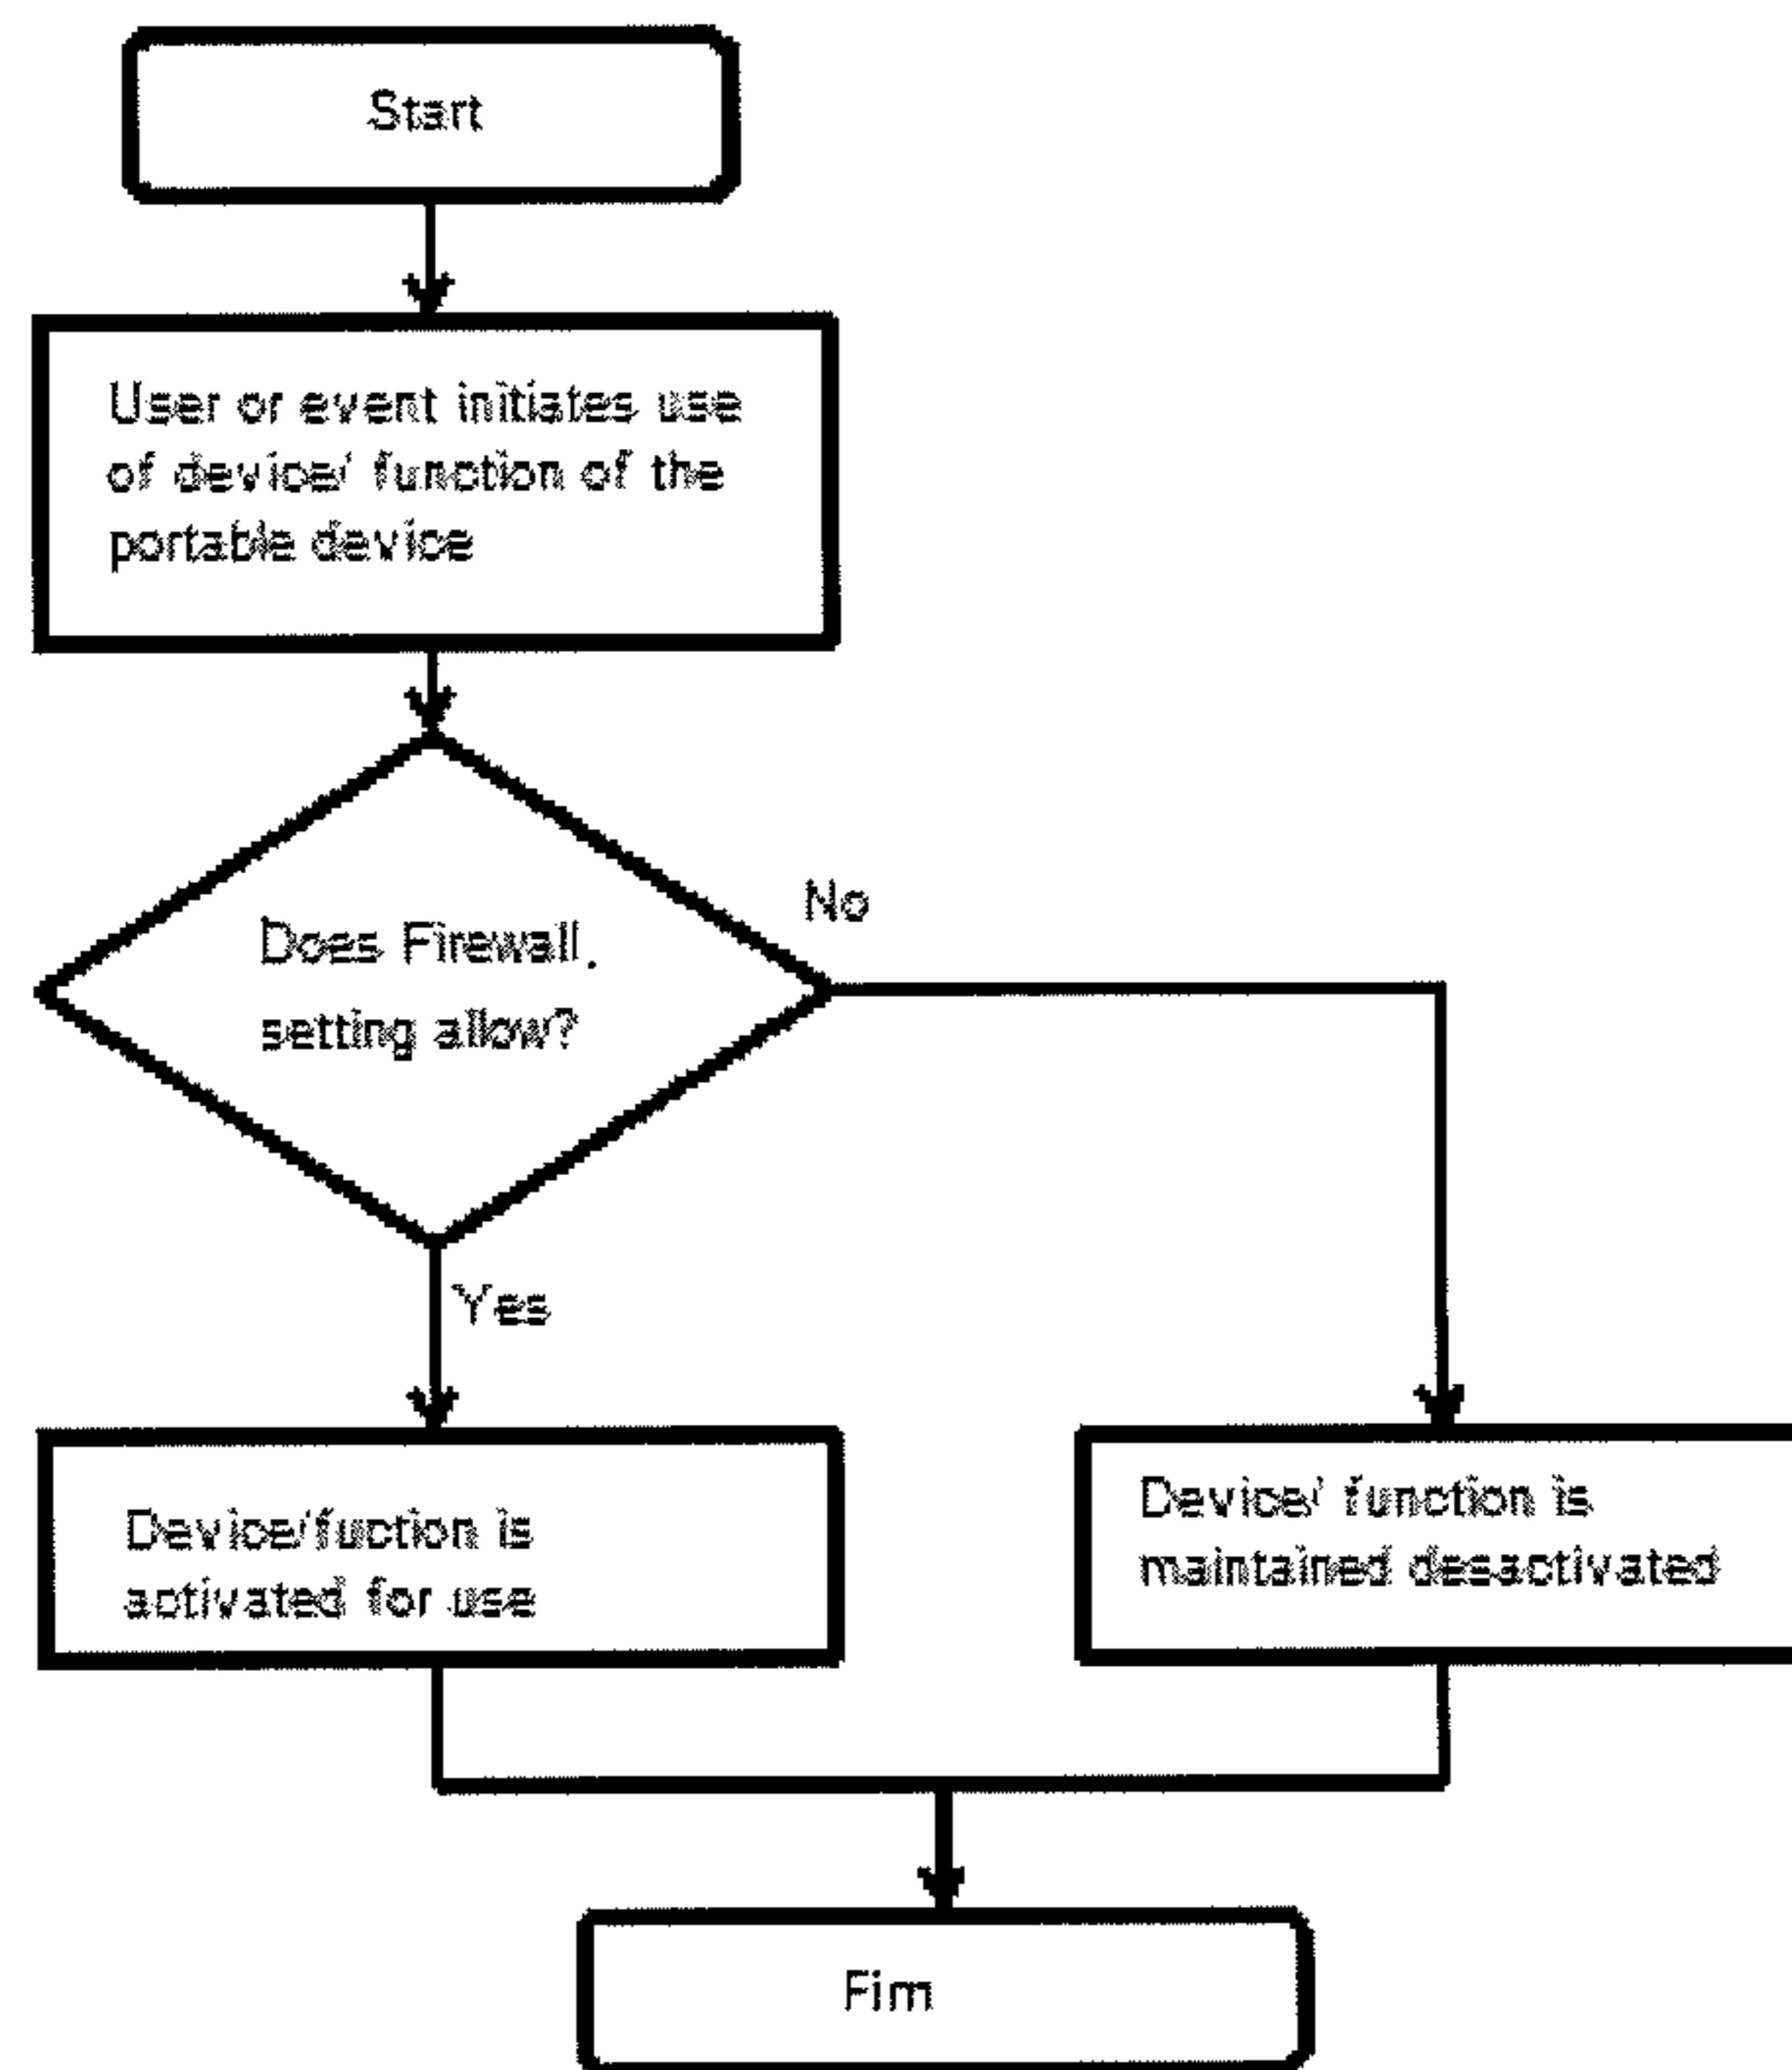 Start
User or event initiates use
of device/ function of the
portable device
Does Firewall.
setting allow?
No
Yes
Device/fuction is
activated for use
Device/ function is
maintained desactivated
Fim